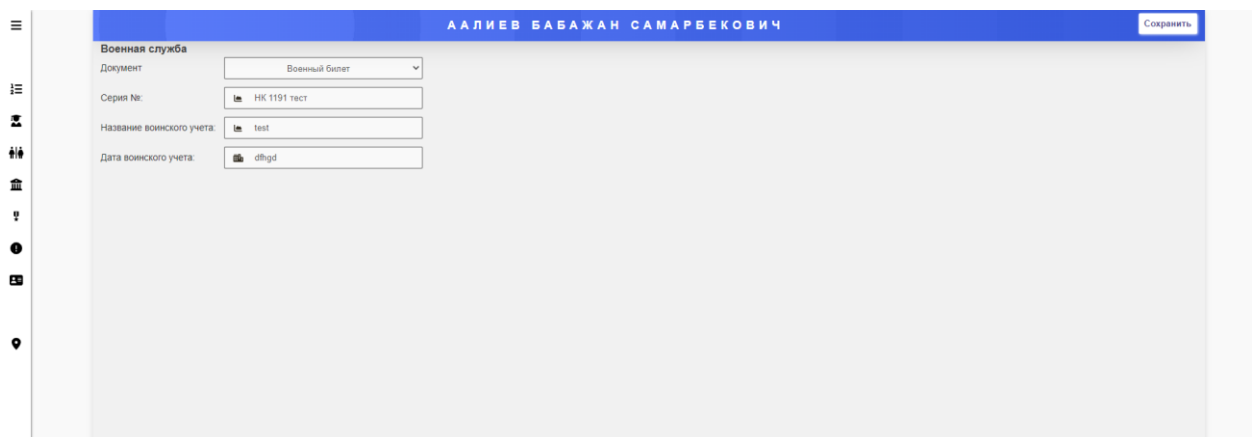 ААЛИЕВ БАБАЖАН САМАРБЕКОВИЧ
Сохранить
Военная служба
Документ Военный билет
Серия №: НК 1191 тест
Название воинского учета: test
Дата воинского учета: dfhgd